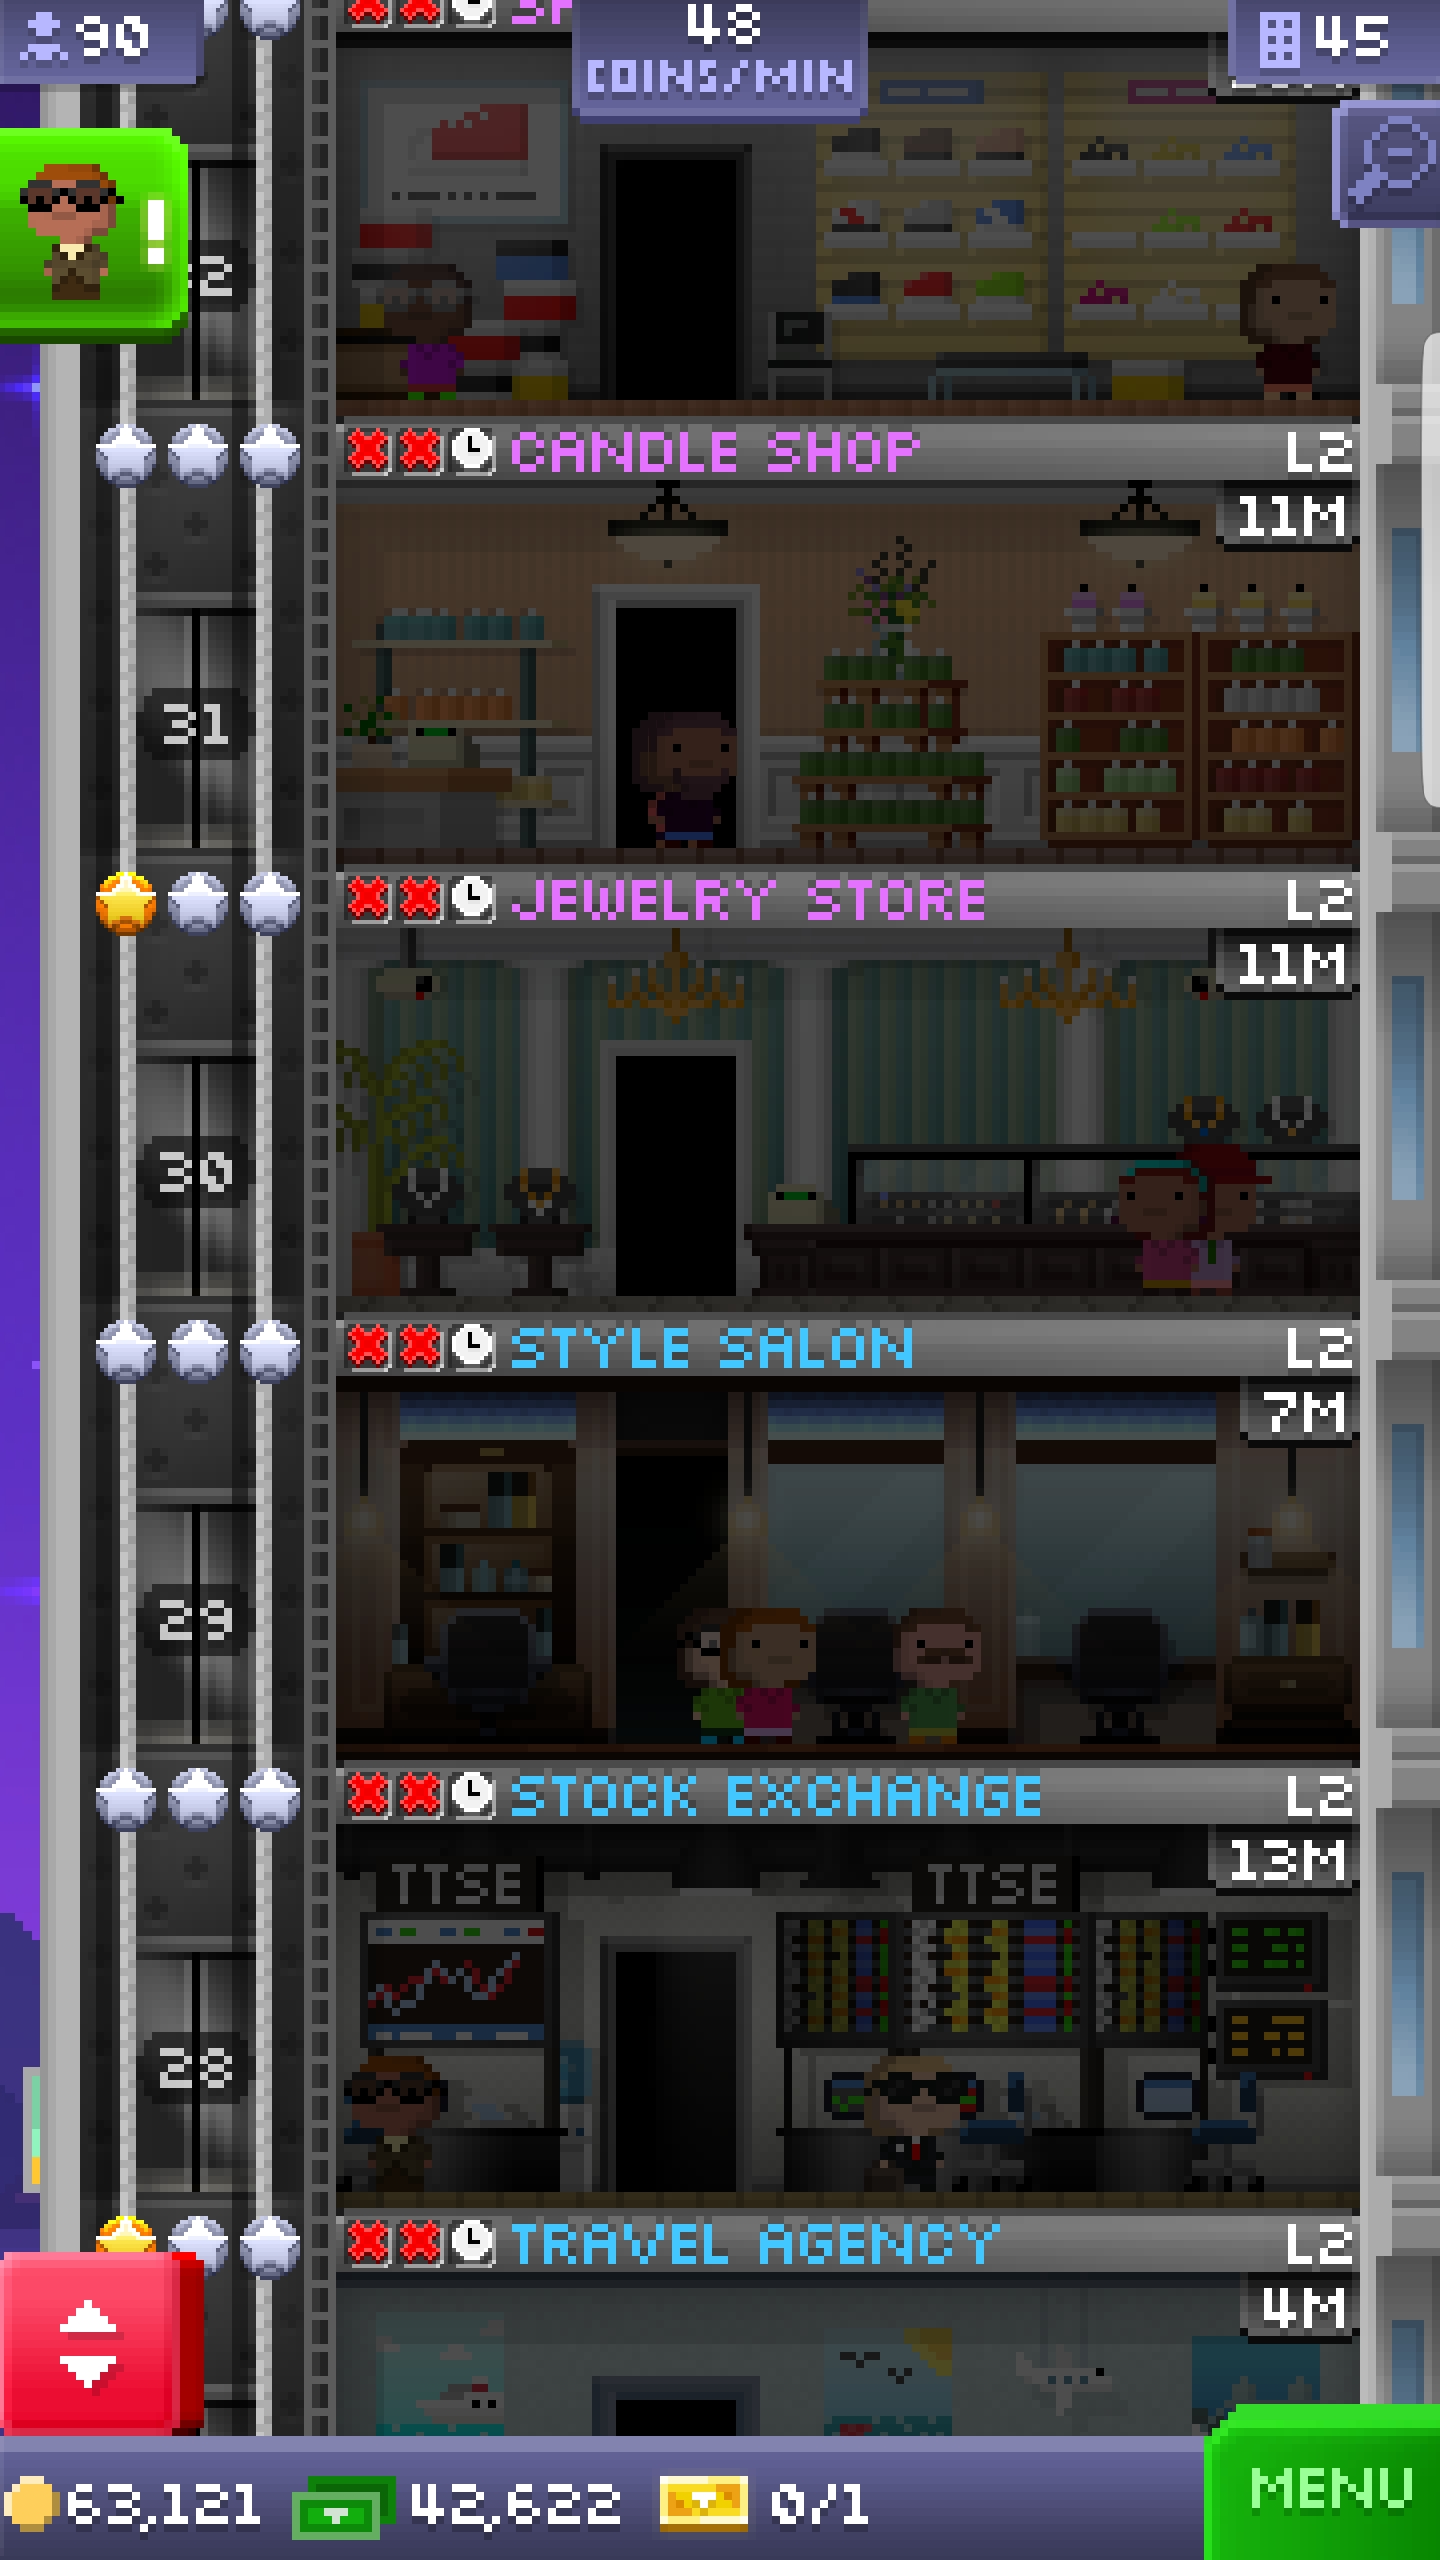 90
48
COINS/MIN
45
!
2
CANDLE SHOP L2
11M
31
JEWELRY STORE L2
11M
30
STYLE SALON L2
7M
29
STOCK EXCHANGE L2
13M
TTSE TTSE
28
TRAVEL AGENCY L2
4M
63,121 42,622 0/1
MENU